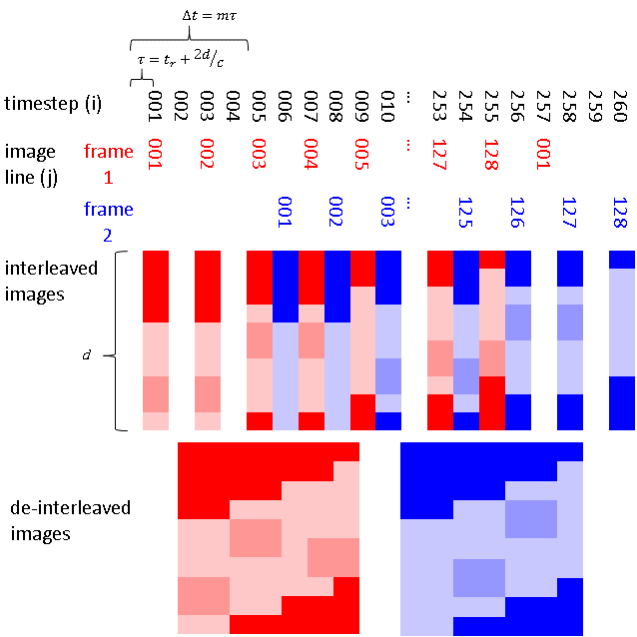 Δt = mτ
τ = tᵣ + 2d/c
timestep (i) 001 002 003 004 005 006 007 008 009 010 ... 253 254 255 256 257 258 259 260
image frame 001 002 003 004 005 ... 127 128 001
line (j) 1
frame 001 002 003 ... 125 126 127 128
2
interleaved
images
d
de-interleaved
images